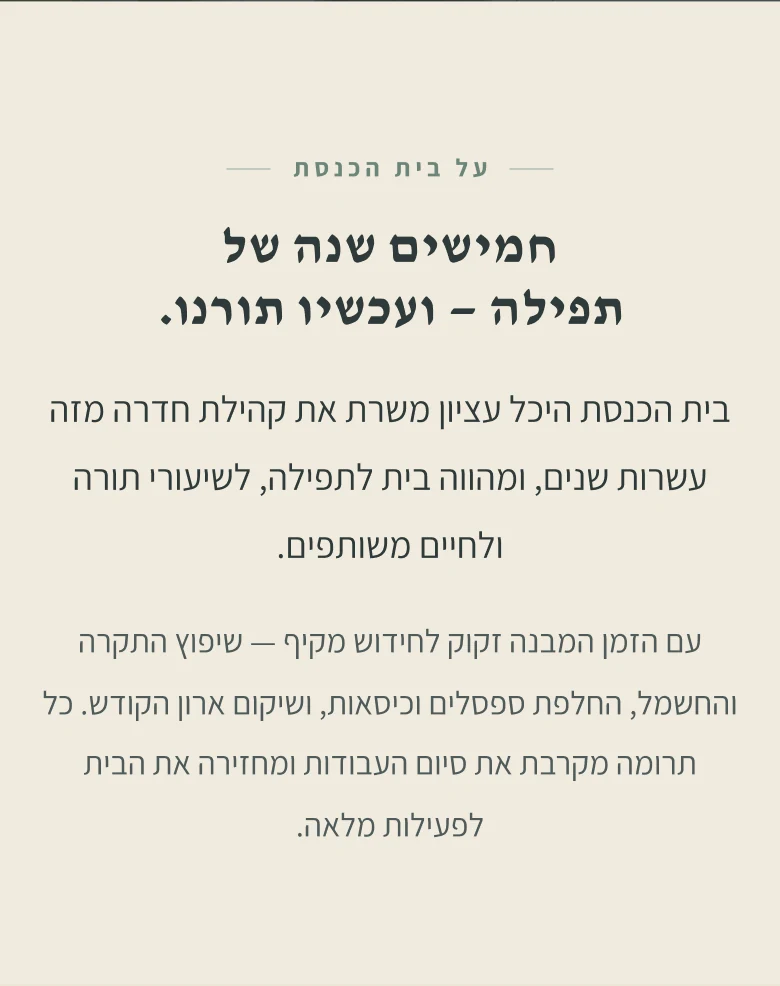 על בית הכנסת
חמישים שנה של
תפילה – ועכשיו תורנו.
בית הכנסת היכל עציון משרת את קהילת חדרה מזה
עשרות שנים, ומהווה בית לתפילה, לשיעורי תורה
ולחיים משותפים.
עם הזמן המבנה זקוק לחידוש מקיף — שיפוץ התקרה
והחשמל, החלפת ספסלים וכיסאות, ושיקום ארון הקודש. כל
תרומה מקרבת את סיום העבודות ומחזירה את הבית
לפעילות מלאה.